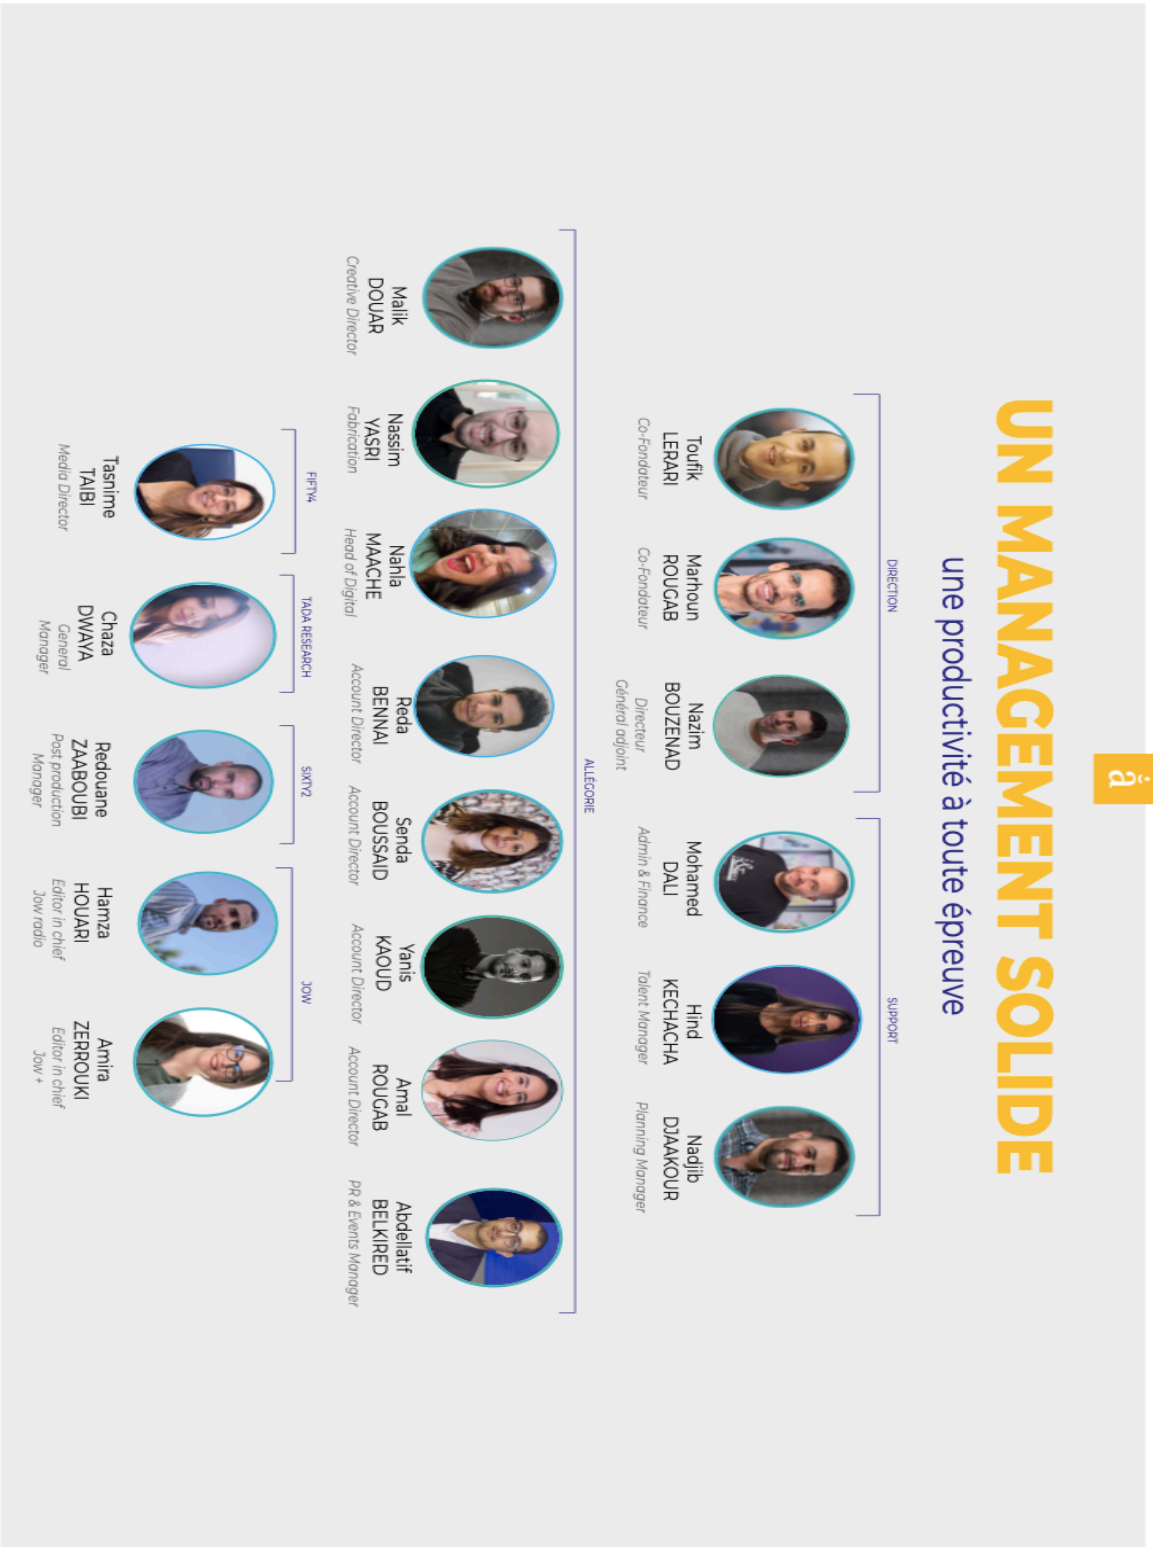 å
UN MANAGEMENT SOLIDE
une productivité à toute épreuve
DIRECTION
SUPPORT
Toufik
LERARI
Co-Fondateur
Marhoun
ROUGAB
Co-Fondateur
Nazim
BOUZENAD
Directeur
Général adjoint
Mohamed
DALI
Admin & Finance
Hind
KECHACHA
Talent Manager
Nadjib
DJAAKOUR
Planning Manager
ALLÉGORIE
Malik
DOUAR
Creative Director
Nassim
YASRI
Fabrication
Nahla
MAACHE
Head of Digital
Reda
BENNAI
Account Director
Senda
BOUSSAID
Account Director
Yanis
KAOUD
Account Director
Amal
ROUGAB
Account Director
Abdellatif
BELKIRED
PR & Events Manager
FIFTY4
TADA RESEARCH
SIXTY2
JOW
Tasnime
TAIBI
Media Director
Chaza
DWAYA
General
Manager
Redouane
ZAABOUBI
Post production
Manager
Hamza
HOUARI
Editor in chief
Jow radio
Amira
ZERROUKI
Editor in chief
Jow +